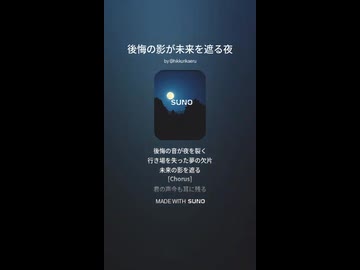 後悔の影が未来を遮る夜
by @hikkorikaeru
SUNO
後悔の音が夜を裂く
行き場を失った夢の欠片
未来の影を遮る
[Chorus]
君の声今も耳に残る
MADE WITH SUNO